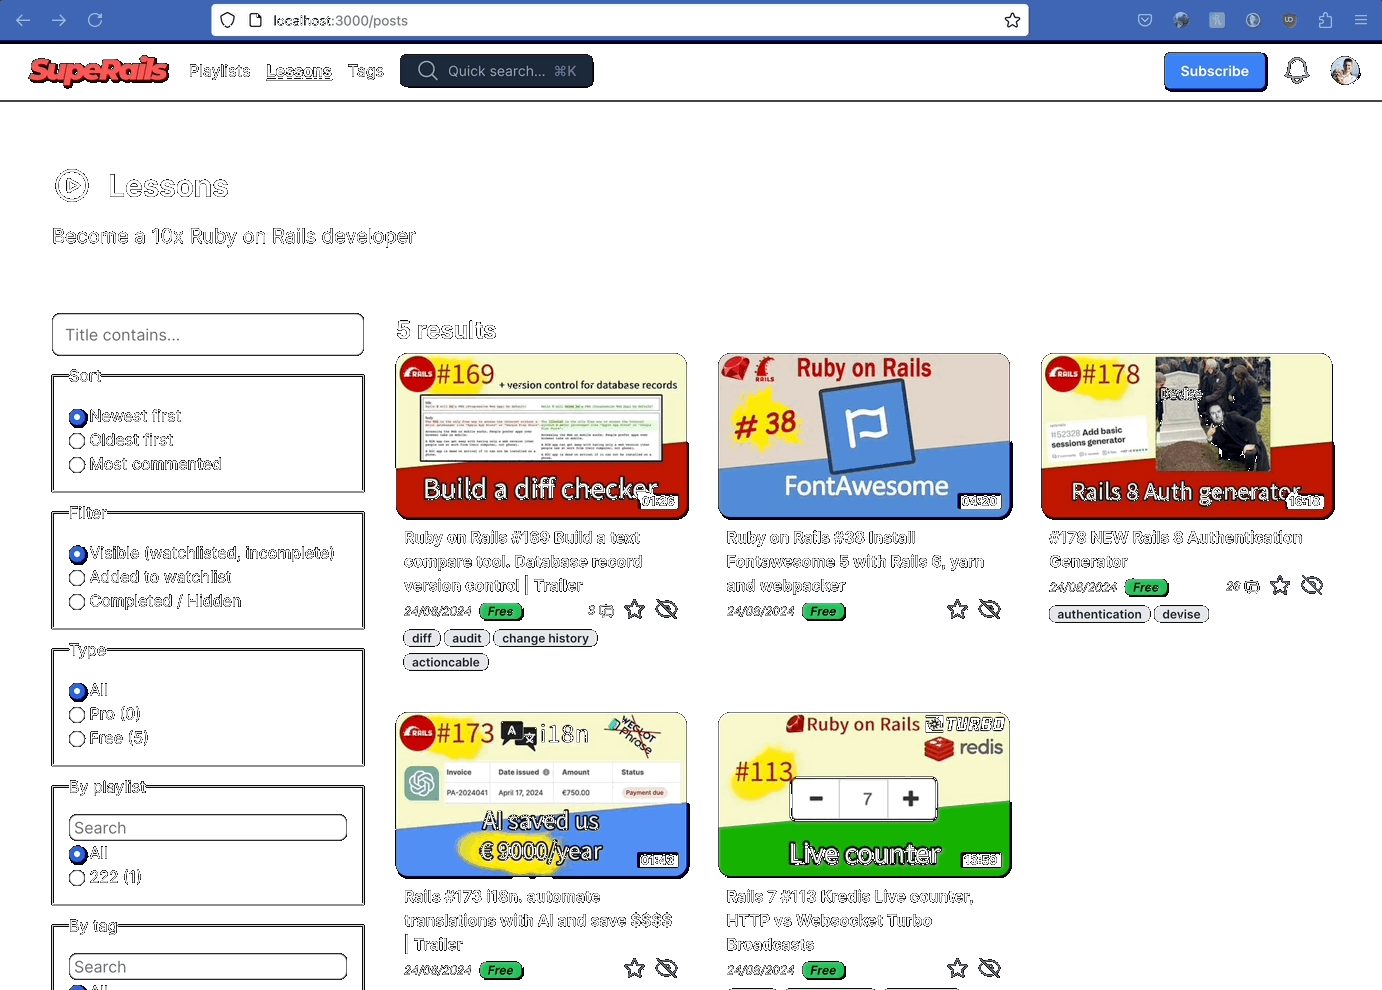 localhost:3000/posts
SupeRails
Playlists
Lessons
Tags
Quick search... ⌘K
Subscribe
Lessons
Become a 10x Ruby on Rails developer
Title contains...
Sort
Newest first
Oldest first
Most commented
Filter
Visible (watchlisted, incomplete)
Added to watchlist
Completed / Hidden
Type
All
Pro (0)
Free (5)
By playlist
Search
All
222 (1)
By tag
Search
All
5 results
RAILS #169
+ version control for database records
Build a diff checker
01:26
Ruby on Rails #169 Build a text
compare tool. Database record
version control | Trailer
24/08/2024 Free
diff audit change history
actioncable
RAILS
Ruby on Rails
# 38
FontAwesome
04:20
Ruby on Rails #38 Install
Fontawesome 5 with Rails 6, yarn
and webpacker
24/08/2024 Free
RAILS #178
Devise
#52328 Add basic
sessions generator
Rails 8 Auth generator
#178 NEW Rails 8 Authentication
Generator
24/08/2024 Free
authentication devise
RAILS #173 A i18n
WEGLOT
Phrose
Invoice Date issued Amount Status
PA-2024041 April 17, 2024 €750.00 Payment due
AI saved us
€ 9000/year
01:43
Rails #173 i18n. automate
translations with AI and save $$$$
| Trailer
24/08/2024 Free
Ruby on Rails TURBO
redis
#113
7
Live counter
13:59
Rails 7 #113 Kredis Live counter,
HTTP vs Websocket Turbo
Broadcasts
24/08/2024 Free